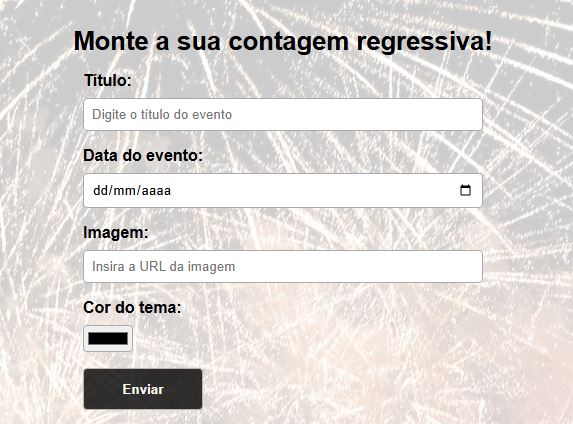 Monte a sua contagem regressiva!
Título:
Digite o título do evento
Data do evento:
dd/mm/aaaa
Imagem:
Insira a URL da imagem
Cor do tema:
Enviar